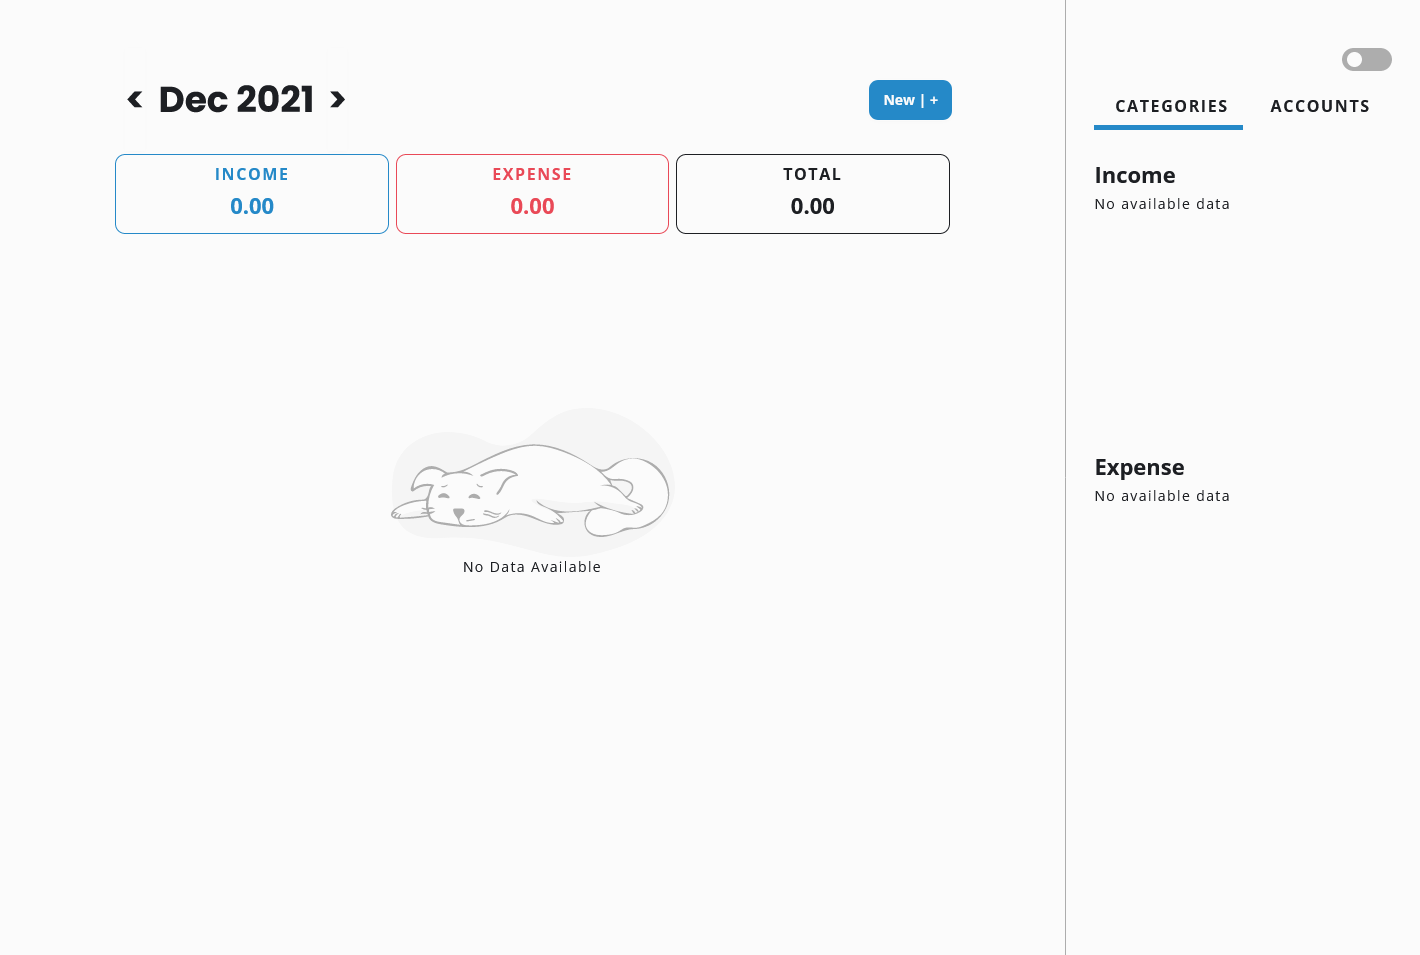 < Dec 2021 >
New | +
INCOME
0.00
EXPENSE
0.00
TOTAL
0.00
No Data Available
CATEGORIES
ACCOUNTS
Income
No available data
Expense
No available data